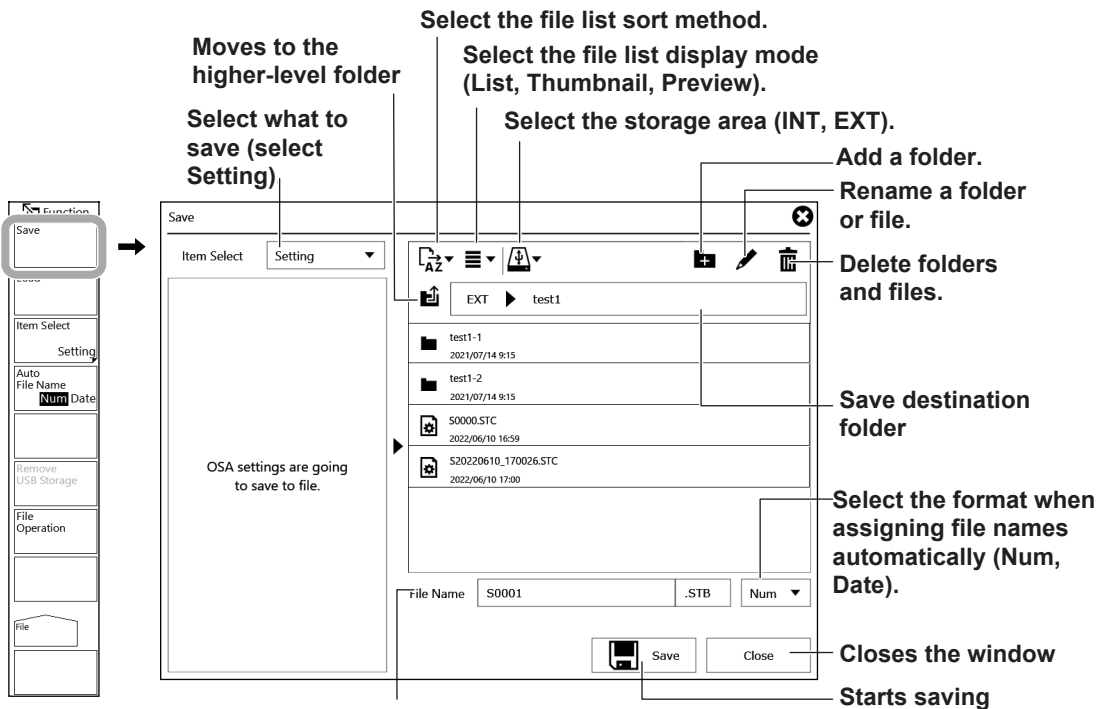 Select the file list sort method.
Moves to the
higher-level folder
Select the file list display mode
(List, Thumbnail, Preview).
Select what to
save (select
Setting)
Select the storage area (INT, EXT).
Add a folder.
Rename a folder
or file.
Delete folders
and files.
Function
Save
Item Select
Setting
Auto
File Name
Num Date
Remove
USB Storage
File
Operation
File
Save
Item Select
Setting
AZ
EXT
test1
test1-1
2021/07/14 9:15
test1-2
2021/07/14 9:15
S0000.STC
2022/06/10 16:59
S20220610_170026.STC
2022/06/10 17:00
OSA settings are going
to save to file.
File Name
S0001
.STB
Num
Save
Close
Save destination
folder
Select the format when
assigning file names
automatically (Num,
Date).
Closes the window
Starts saving